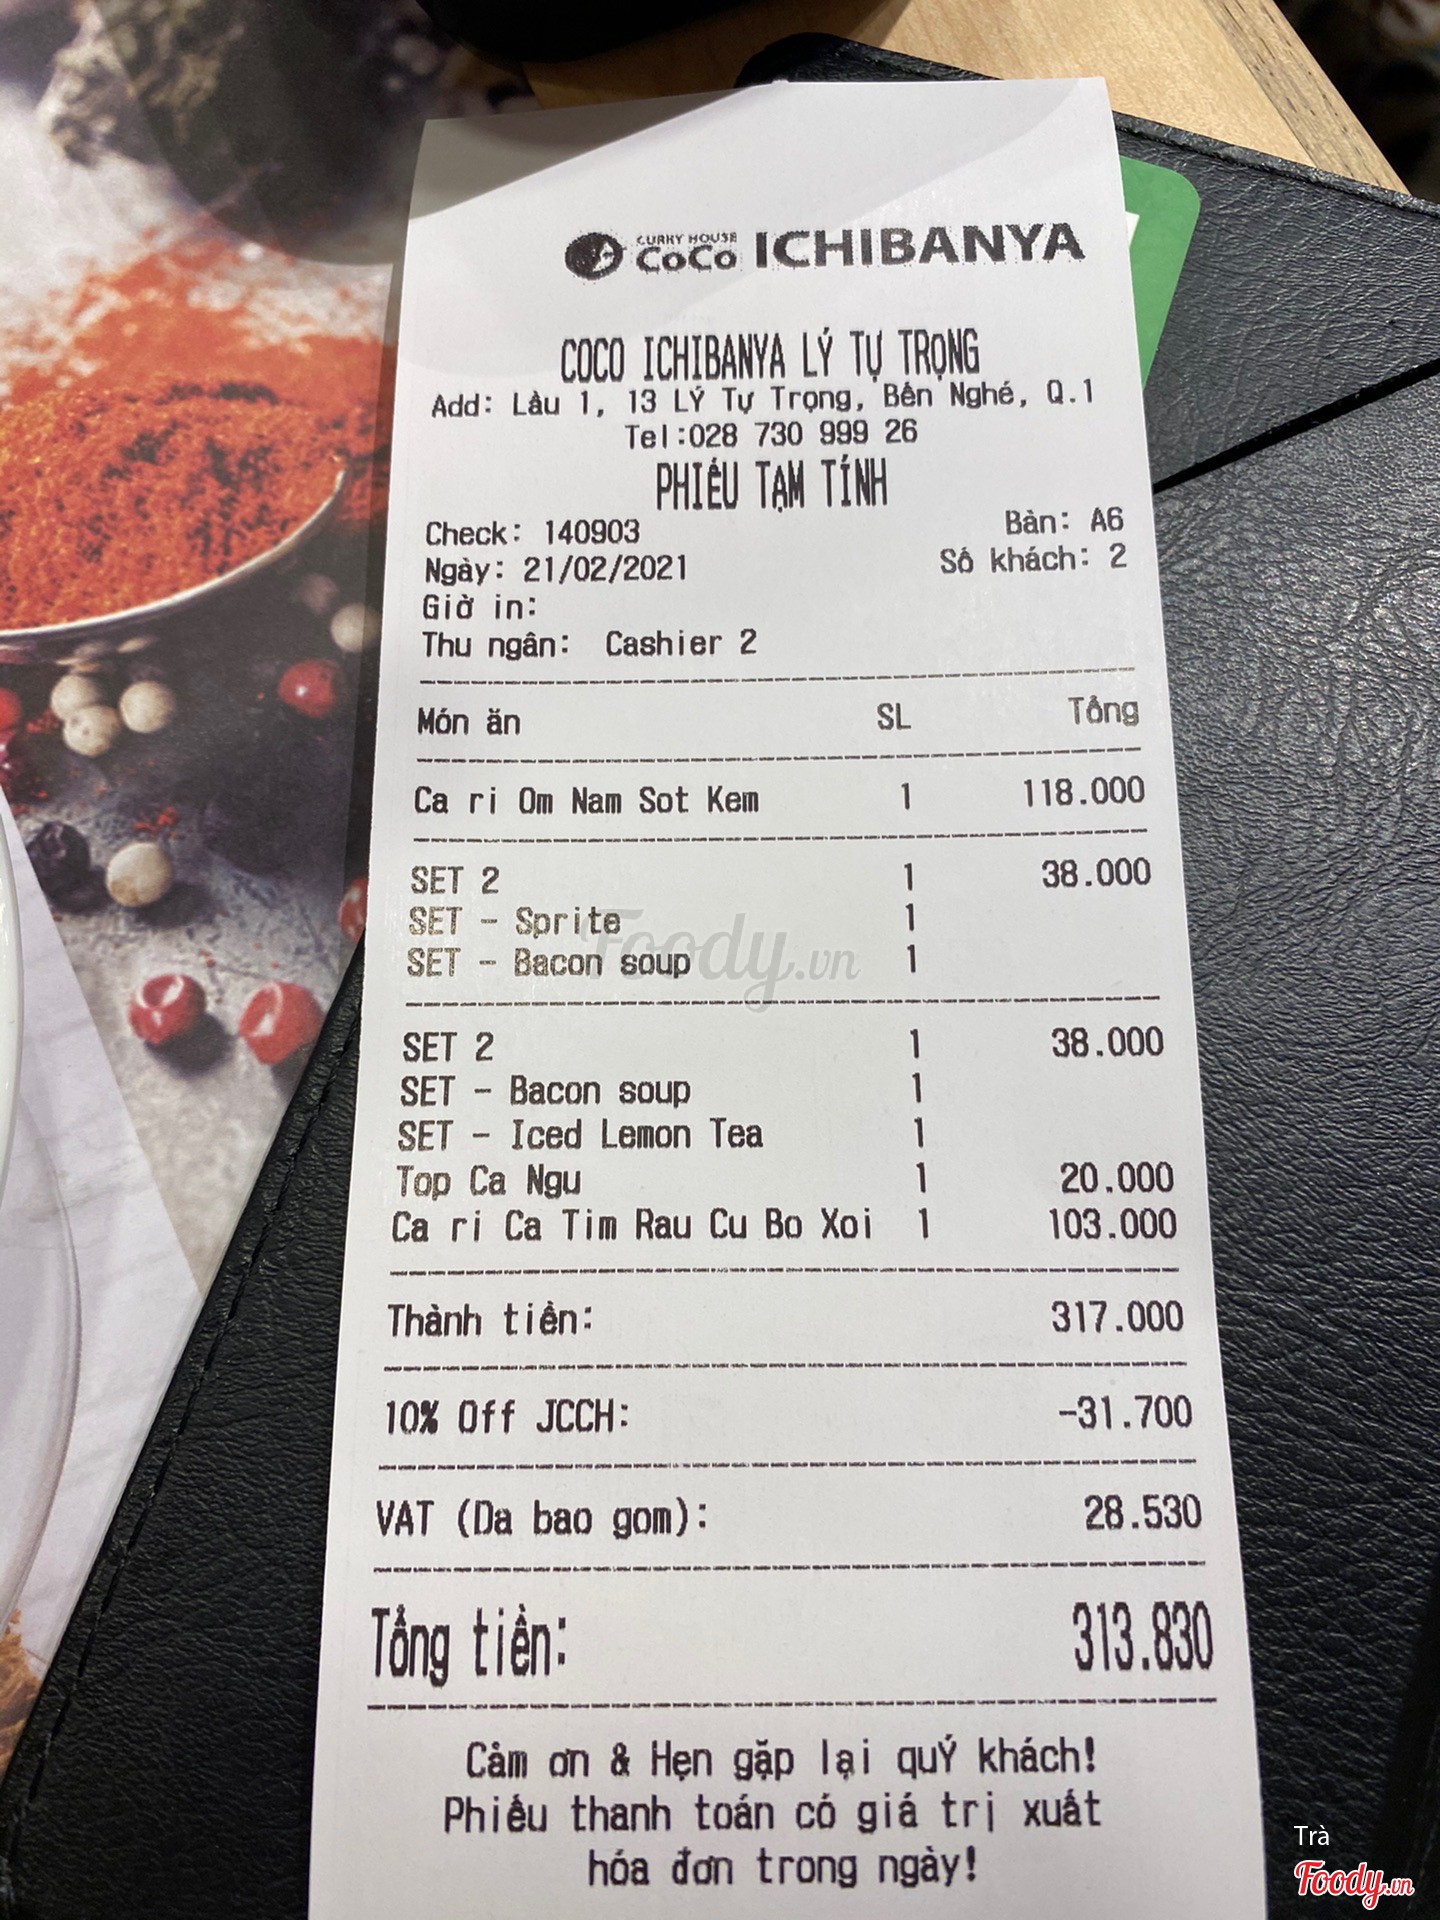 CURRY HOUSE
CoCo ICHIBANYA
COCO ICHIBANYA LÝ TỰ TRỌNG
Add: Lầu 1, 13 LÝ Tự Trọng, Bến Nghé, Q.1
Tel:028 730 999 26
PHIẾU TẠM TÍNH
Check: 140903 Bàn: A6
Ngày: 21/02/2021 Số khách: 2
Giờ in:
Thu ngân: Cashier 2
Món ăn SL Tổng
Ca ri Om Nam Sot Kem 1 118.000
SET 2 1 38.000
SET - Sprite 1
SET - Bacon soup 1
SET 2 1 38.000
SET - Bacon soup 1
SET - Iced Lemon Tea 1
Top Ca Ngu 1 20.000
Ca ri Ca Tim Rau Cu Bo Xoi 1 103.000
Thành tiền: 317.000
10% Off JCCH: -31.700
VAT (Da bao gom): 28.530
Tổng tiền: 313.830
Cảm ơn & Hẹn gặp lại quÝ khách!
Phiếu thanh toán có giá trị xuất
hóa đơn trong ngày!
Foody.vn
Trà
Foody.vn